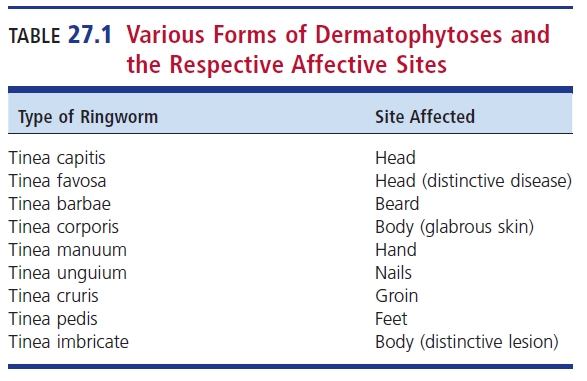 TABLE 27.1 Various Forms of Dermatophytoses and
the Respective Affective Sites
Type of Ringworm Site Affected
Tinea capitis Head
Tinea favosa Head (distinctive disease)
Tinea barbae Beard
Tinea corporis Body (glabrous skin)
Tinea manuum Hand
Tinea unguium Nails
Tinea cruris Groin
Tinea pedis Feet
Tinea imbricate Body (distinctive lesion)